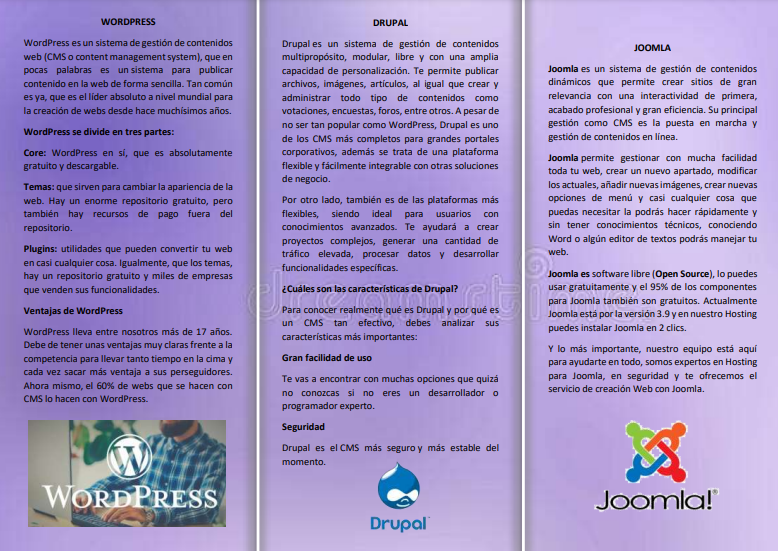 WORDPRESS
WordPress es un sistema de gestión de contenidos
web (CMS o content management system), que en
pocas palabras es un sistema para publicar
contenido en la web de forma sencilla. Tan común
es ya, que es el líder absoluto a nivel mundial para
la creación de webs desde hace muchísimos años.
WordPress se divide en tres partes:
Core: WordPress en sí, que es absolutamente
gratuito y descargable.
Temas: que sirven para cambiar la apariencia de la
web. Hay un enorme repositorio gratuito, pero
también hay recursos de pago fuera del
repositorio.
Plugins: utilidades que pueden convertir tu web
en casi cualquier cosa. Igualmente, que los temas,
hay un repositorio gratuito y miles de empresas
que venden sus funcionalidades.
Ventajas de WordPress
WordPress lleva entre nosotros más de 17 años.
Debe de tener unas ventajas muy claras frente a la
competencia para llevar tanto tiempo en la cima y
cada vez sacar más ventaja a sus perseguidores.
Ahora mismo, el 60% de webs que se hacen con
CMS lo hacen con WordPress.
WORDPRESS
DRUPAL
Drupal es un sistema de gestión de contenidos
multipropósito, modular, libre y con una amplia
capacidad de personalización. Te permite publicar
archivos, imágenes, artículos, al igual que crear y
administrar todo tipo de contenidos como
votaciones, encuestas, foros, entre otros. A pesar de
no ser tan popular como WordPress, Drupal es uno
de los CMS más completos para grandes portales
corporativos, además se trata de una plataforma
flexible y fácilmente integrable con otras soluciones
de negocio.
Por otro lado, también es de las plataformas más
flexibles, siendo ideal para usuarios con
conocimientos avanzados. Te ayudará a crear
proyectos complejos, generar una cantidad de
tráfico elevada, procesar datos y desarrollar
funcionalidades específicas.
¿Cuáles son las características de Drupal?
Para conocer realmente qué es Drupal y por qué es
un CMS tan efectivo, debes analizar sus
características más importantes:
Gran facilidad de uso
Te vas a encontrar con muchas opciones que quizá
no conozcas si no eres un desarrollador o
programador experto.
Seguridad
Drupal es el CMS más seguro y más estable del
momento.
Drupal™
JOOMLA
Joomla es un sistema de gestión de contenidos
dinámicos que permite crear sitios de gran
relevancia con una interactividad de primera,
acabado profesional y gran eficiencia. Su principal
gestión como CMS es la puesta en marcha y
gestión de contenidos en línea.
Joomla permite gestionar con mucha facilidad
toda tu web, crear un nuevo apartado, modificar
los actuales, añadir nuevas imágenes, crear nuevas
opciones de menú y casi cualquier cosa que
puedas necesitar la podrás hacer rápidamente y
sin tener conocimientos técnicos, conociendo
Word o algún editor de textos podrás manejar tu
web.
Joomla es software libre (Open Source), lo puedes
usar gratuitamente y el 95% de los componentes
para Joomla también son gratuitos. Actualmente
Joomla está por la versión 3.9 y en nuestro Hosting
puedes instalar Joomla en 2 clics.
Y lo más importante, nuestro equipo está aquí
para ayudarte en todo, somos expertos en Hosting
para Joomla, en seguridad y te ofrecemos el
servicio de creación Web con Joomla.
Joomla!®
dreamstime